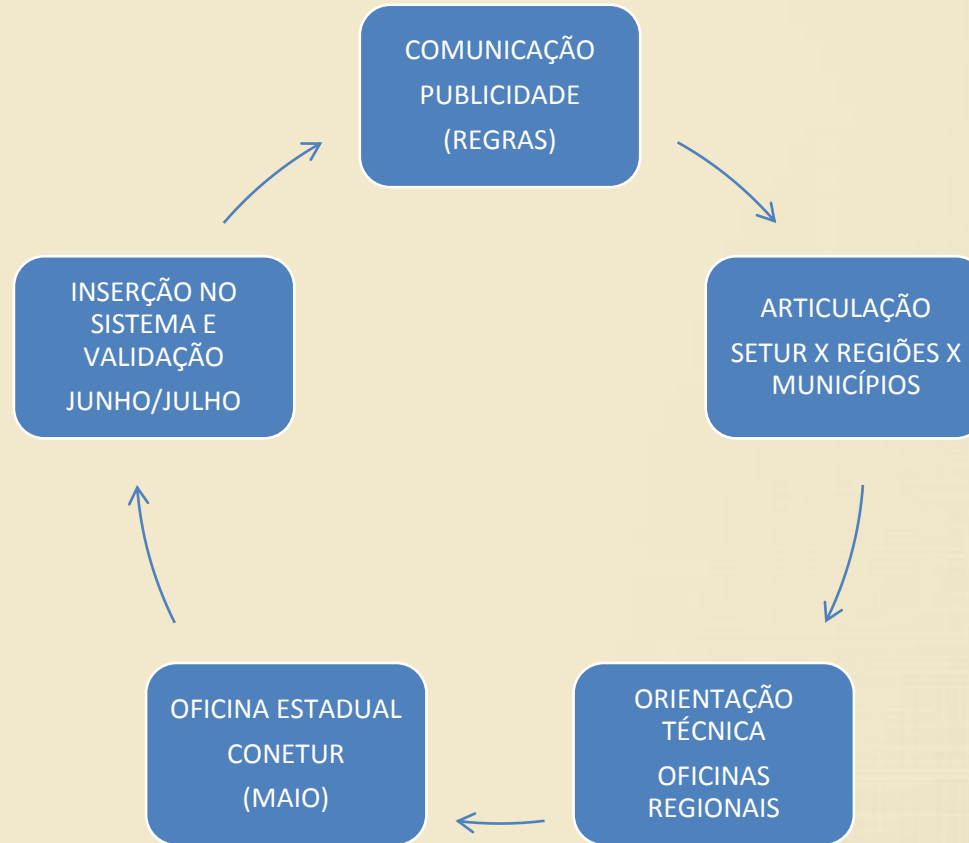 COMUNICAÇÃO
PUBLICIDADE
(REGRAS)
ARTICULAÇÃO
SETUR X REGIÕES X
MUNICÍPIOS
ORIENTAÇÃO
TÉCNICA
OFICINAS
REGIONAIS
OFICINA ESTADUAL
CONETUR
(MAIO)
INSERÇÃO NO
SISTEMA E
VALIDAÇÃO
JUNHO/JULHO